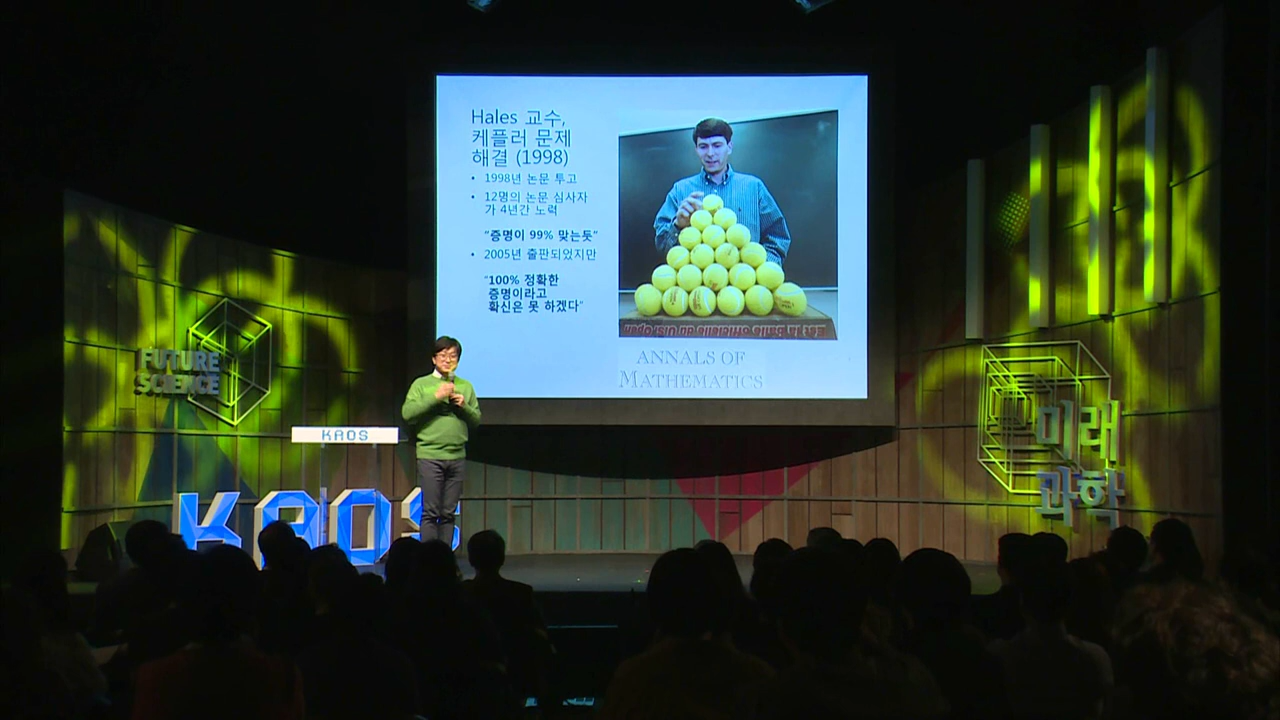 Hales 교수,
케플러 문제
해결 (1998)
• 1998년 논문 투고
• 12명의 논문 심사자
가 4년간 노력
“증명이 99% 맞는듯”
• 2005년 출판되었지만
“100% 정확한
증명이라고
확신은 못 하겠다”
ANNALS OF
MATHEMATICS
FUTURE
SCIENCE
KAOS
KAOS
미래
과학